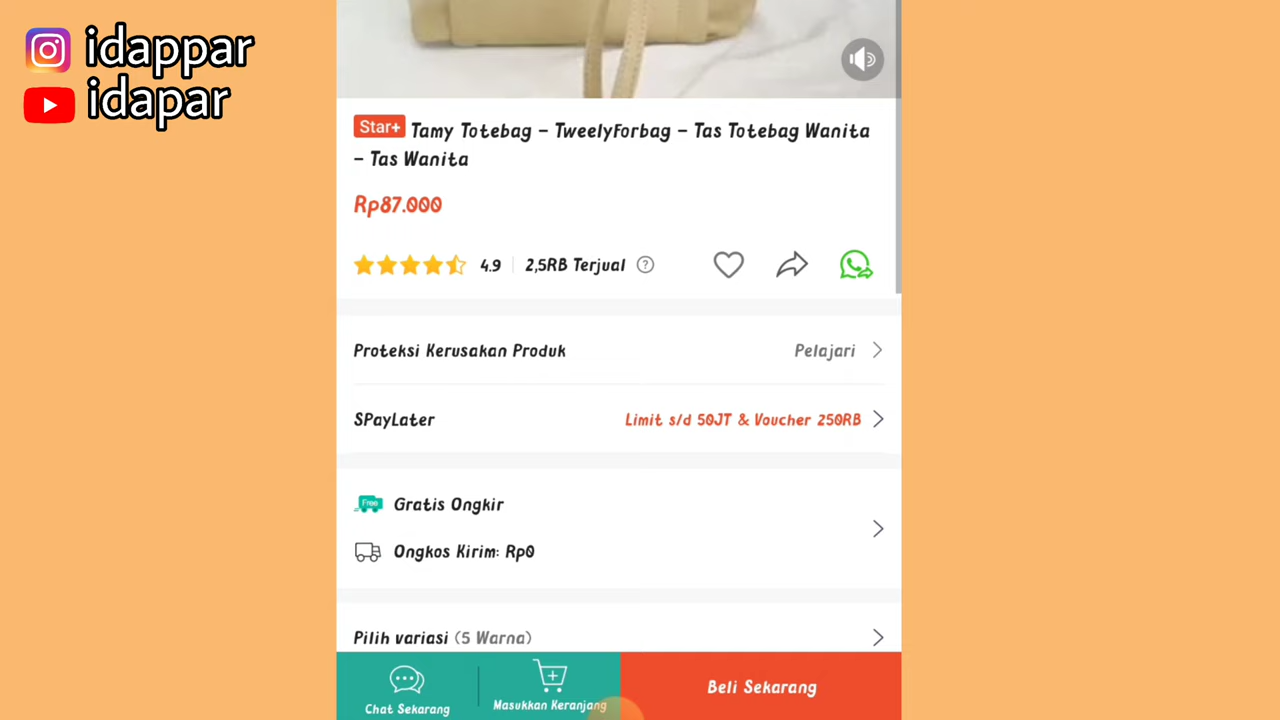 idappar
idapar
Star+ Tamy Totebag - TweelyForbag - Tas Totebag Wanita
- Tas Wanita
Rp87.000
4.9 2,5RB Terjual ?
Proteksi Kerusakan Produk Pelajari
SPayLater Limit s/d 50JT & Voucher 250RB
Free Gratis Ongkir
Ongkos Kirim: Rp0
Pilih variasi (5 Warna)
Chat Sekarang Masukkan Keranjang Beli Sekarang